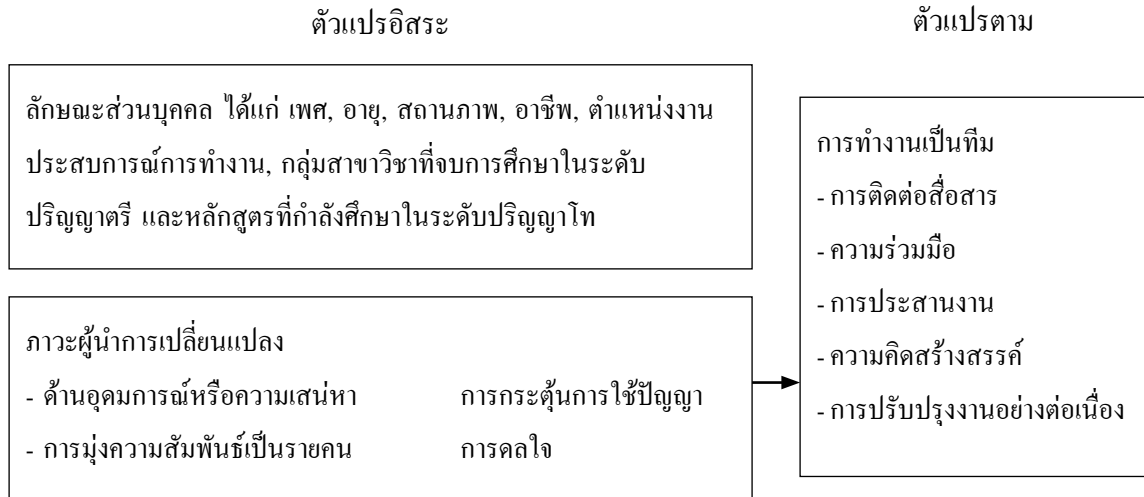 ตัวแปรอิสระ
ตัวแปรตาม
ลักษณะส่วนบุคคล ได้แก่ เพศ, อายุ, สถานภาพ, อาชีพ, ตำแหน่งงาน
ประสบการณ์การทำงาน, กลุ่มสาขาวิชาที่จบการศึกษาในระดับ
ปริญญาตรี และหลักสูตรที่กำลังศึกษาในระดับปริญญาโท
ภาวะผู้นำการเปลี่ยนแปลง
- ด้านอุดมการณ์หรือความเสน่หา การกระตุ้นการใช้ปัญญา
- การมุ่งความสัมพันธ์เป็นรายคน การดลใจ
การทำงานเป็นทีม
- การติดต่อสื่อสาร
- ความร่วมมือ
- การประสานงาน
- ความคิดสร้างสรรค์
- การปรับปรุงงานอย่างต่อเนื่อง